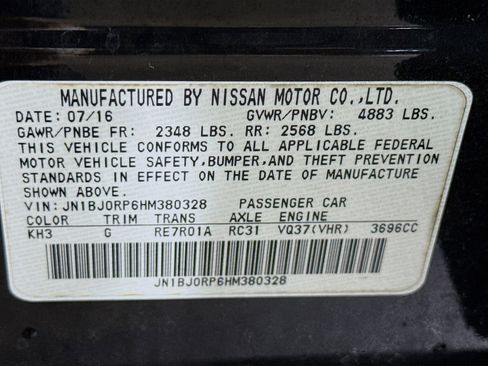 MANUFACTURED BY NISSAN MOTOR CO.,LTD.
DATE: 07/16 GVWR/PNBV: 4883 LBS.
GAWR/PNBE FR: 2348 LBS. RR: 2568 LBS.
THIS VEHICLE CONFORMS TO ALL APPLICABLE FEDERAL
MOTOR VEHICLE SAFETY,BUMPER,AND THEFT PREVENTION
STANDARDS IN EFFECT ON THE DATE OF MANUFACTURE
SHOWN ABOVE.
VIN: JN1BJ0RP6HM380328 PASSENGER CAR
COLOR TRIM TRANS AXLE ENGINE
KH3 G RE7R01A RC31 VQ37(VHR) 3696CC
JN1BJ0RP6HM380328